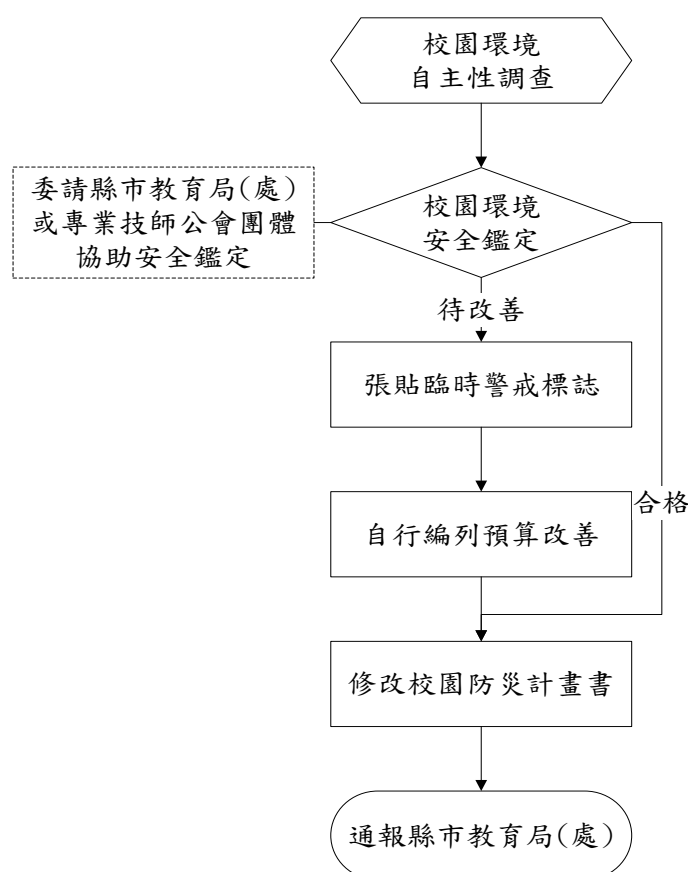 校園環境
自主性調查
委請縣市教育局(處)
或專業技師公會團體
協助安全鑑定
校園環境
安全鑑定
待改善
張貼臨時警戒標誌
自行編列預算改善
合格
修改校園防災計畫書
通報縣市教育局(處)